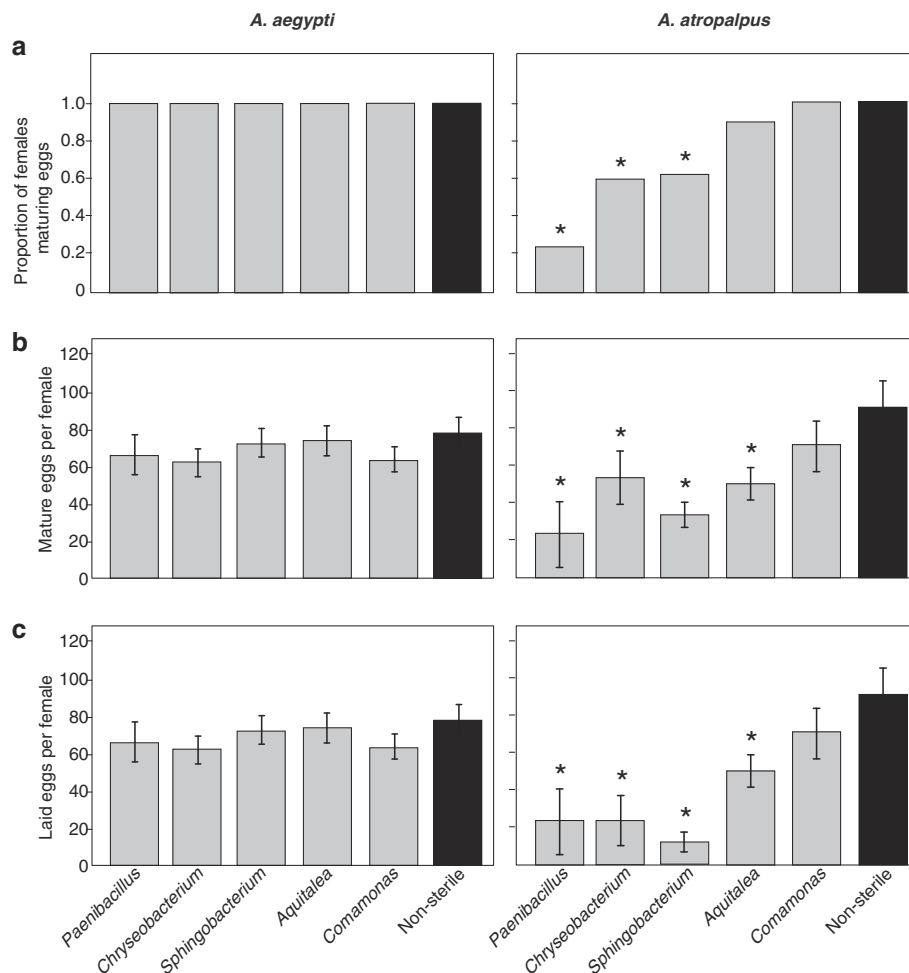 A. aegypti
A. atropalpus
a
Proportion of females
maturing eggs
1.0
0.8
0.6
0.4
0.2
0
*
*
*
b
Mature eggs per female
120
100
80
60
40
20
0
*
*
*
*
c
Laid eggs per female
120
100
80
60
40
20
0
*
*
*
*
Paenibacillus
Chryseobacterium
Sphingobacterium
Aquitalea
Comamonas
Non-sterile
Paenibacillus
Chryseobacterium
Sphingobacterium
Aquitalea
Comamonas
Non-sterile